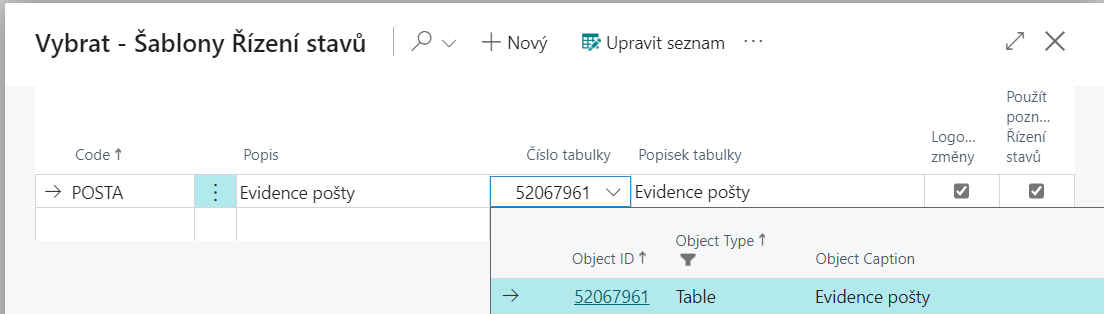 Vybrat - Šablony Řízení stavů
Nový
Upravit seznam
Použít
pozn...
Logo... Řízení
Code Popis Číslo tabulky Popisek tabulky změny stavů
POSTA Evidence pošty 52067961 Evidence pošty
Object Type
Object ID Object Caption
52067961 Table Evidence pošty